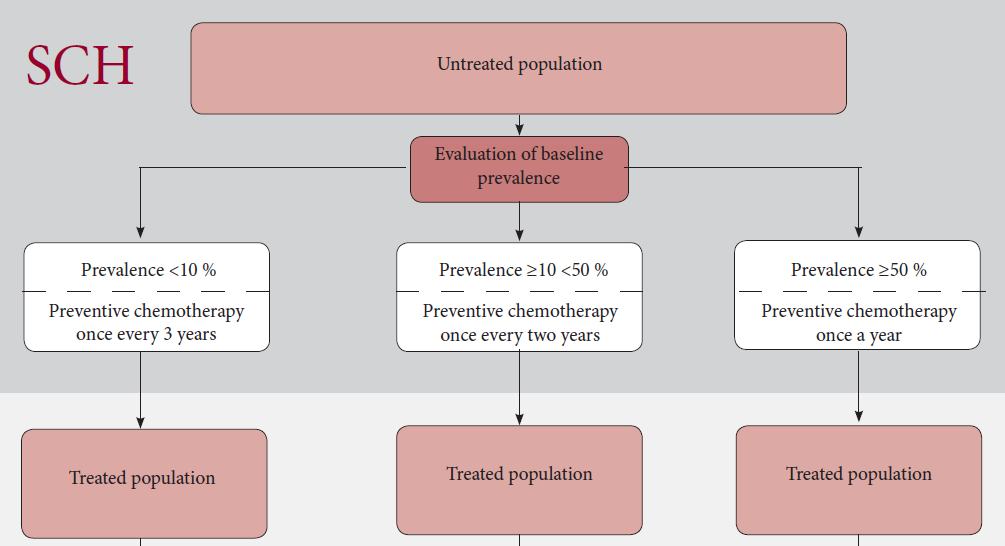 SCH
Untreated population
Evaluation of baseline
prevalence
Prevalence <10 %
Preventive chemotherapy
once every 3 years
Prevalence ≥10 <50 %
Preventive chemotherapy
once every two years
Prevalence ≥50 %
Preventive chemotherapy
once a year
Treated population
Treated population
Treated population